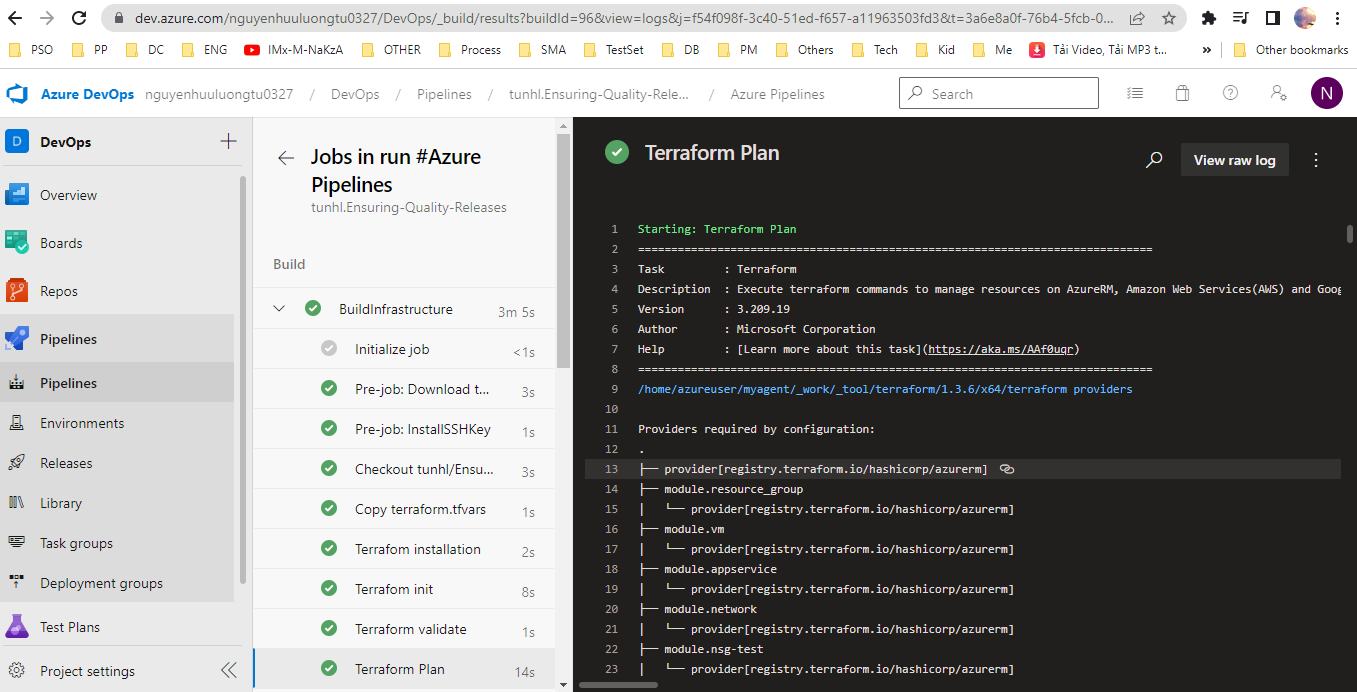 dev.azure.com/nguyenhuuluongtu0327/DevOps/_build/results?buildId=96&view=logs&j=f54f098f-3c40-51ed-f657-a11963503fd3&t=3a6e8a0f-76b4-5fcb-0...
PSO PP DC ENG IMx-M-NaKzA OTHER Process SMA TestSet DB PM Others Tech Kid Me Tải Video, Tải MP3 t... » Other bookmarks
Azure DevOps nguyenhuuluongtu0327 / DevOps / Pipelines / tunhl.Ensuring-Quality-Rele... / Azure Pipelines Search N
D DevOps
Overview
Boards
Repos
Pipelines
Pipelines
Environments
Releases
Library
Task groups
Deployment groups
Test Plans
Project settings
Jobs in run #Azure
Pipelines
tunhl.Ensuring-Quality-Releases
Build
BuildInfrastructure 3m 5s
Initialize job <1s
Pre-job: Download t... 3s
Pre-job: InstallSSHKey 1s
Checkout tunhl/Ensu... 3s
Copy terraform.tfvars 1s
Terrafom installation 2s
Terrafom init 8s
Terraform validate 1s
Terraform Plan 14s
Terraform Plan
View raw log
1 Starting: Terraform Plan
2 ==============================================================================
3 Task : Terraform
4 Description : Execute terraform commands to manage resources on AzureRM, Amazon Web Services(AWS) and Goog
5 Version : 3.209.19
6 Author : Microsoft Corporation
7 Help : [Learn more about this task](https://aka.ms/AAf0uqr)
8 ==============================================================================
9 /home/azureuser/myagent/_work/_tool/terraform/1.3.6/x64/terraform providers
10
11 Providers required by configuration:
12 .
13 ├── provider[registry.terraform.io/hashicorp/azurerm]
14 ├── module.resource_group
15 │   └── provider[registry.terraform.io/hashicorp/azurerm]
16 ├── module.vm
17 │   └── provider[registry.terraform.io/hashicorp/azurerm]
18 ├── module.appservice
19 │   └── provider[registry.terraform.io/hashicorp/azurerm]
20 ├── module.network
21 │   └── provider[registry.terraform.io/hashicorp/azurerm]
22 ├── module.nsg-test
23 │   └── provider[registry.terraform.io/hashicorp/azurerm]